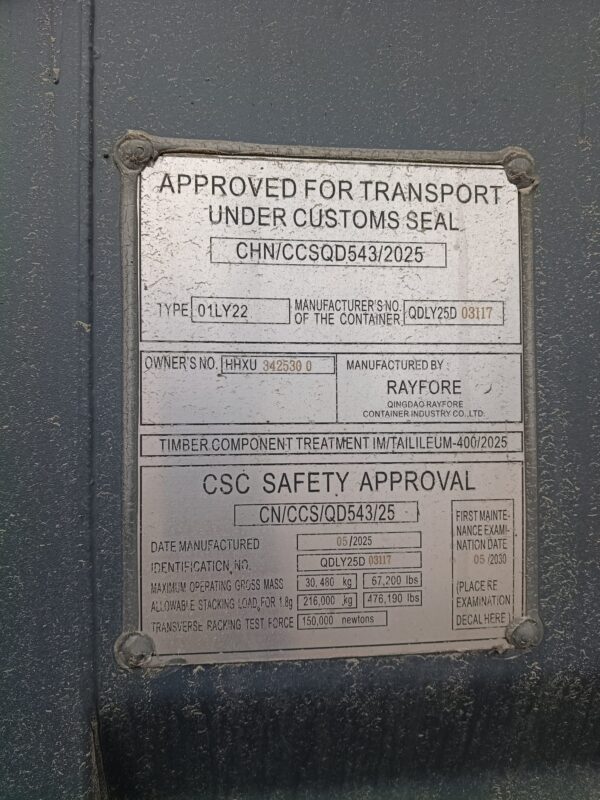 APPROVED FOR TRANSPORT
UNDER CUSTOMS SEAL
CHN/CCSQD543/2025
TYPE 01LY22
MANUFACTURER'S NO.
OF THE CONTAINER QDLY25D 03117
OWNER'S NO. HHXU 342530 0
MANUFACTURED BY :
RAYFORE
QINGDAO RAYFORE
CONTAINER INDUSTRY CO.,LTD.
TIMBER COMPONENT TREATMENT IM/TAILILEUM-400/2025
CSC SAFETY APPROVAL
CN/CCS/QD543/25
DATE MANUFACTURED 05/2025
IDENTIFICATION NO. QDLY25D 03117
MAXIMUM OPERATING GROSS MASS 30,480 kg 67,200 lbs
ALLOWABLE STACKING LOAD FOR 1.8g 216,000 kg 476,190 lbs
TRANSVERSE RACKING TEST FORCE 150,000 newtons
FIRST MAINTE-
NANCE EXAMI-
NATION DATE
05/2030
(PLACE RE
EXAMINATION
DECAL HERE)